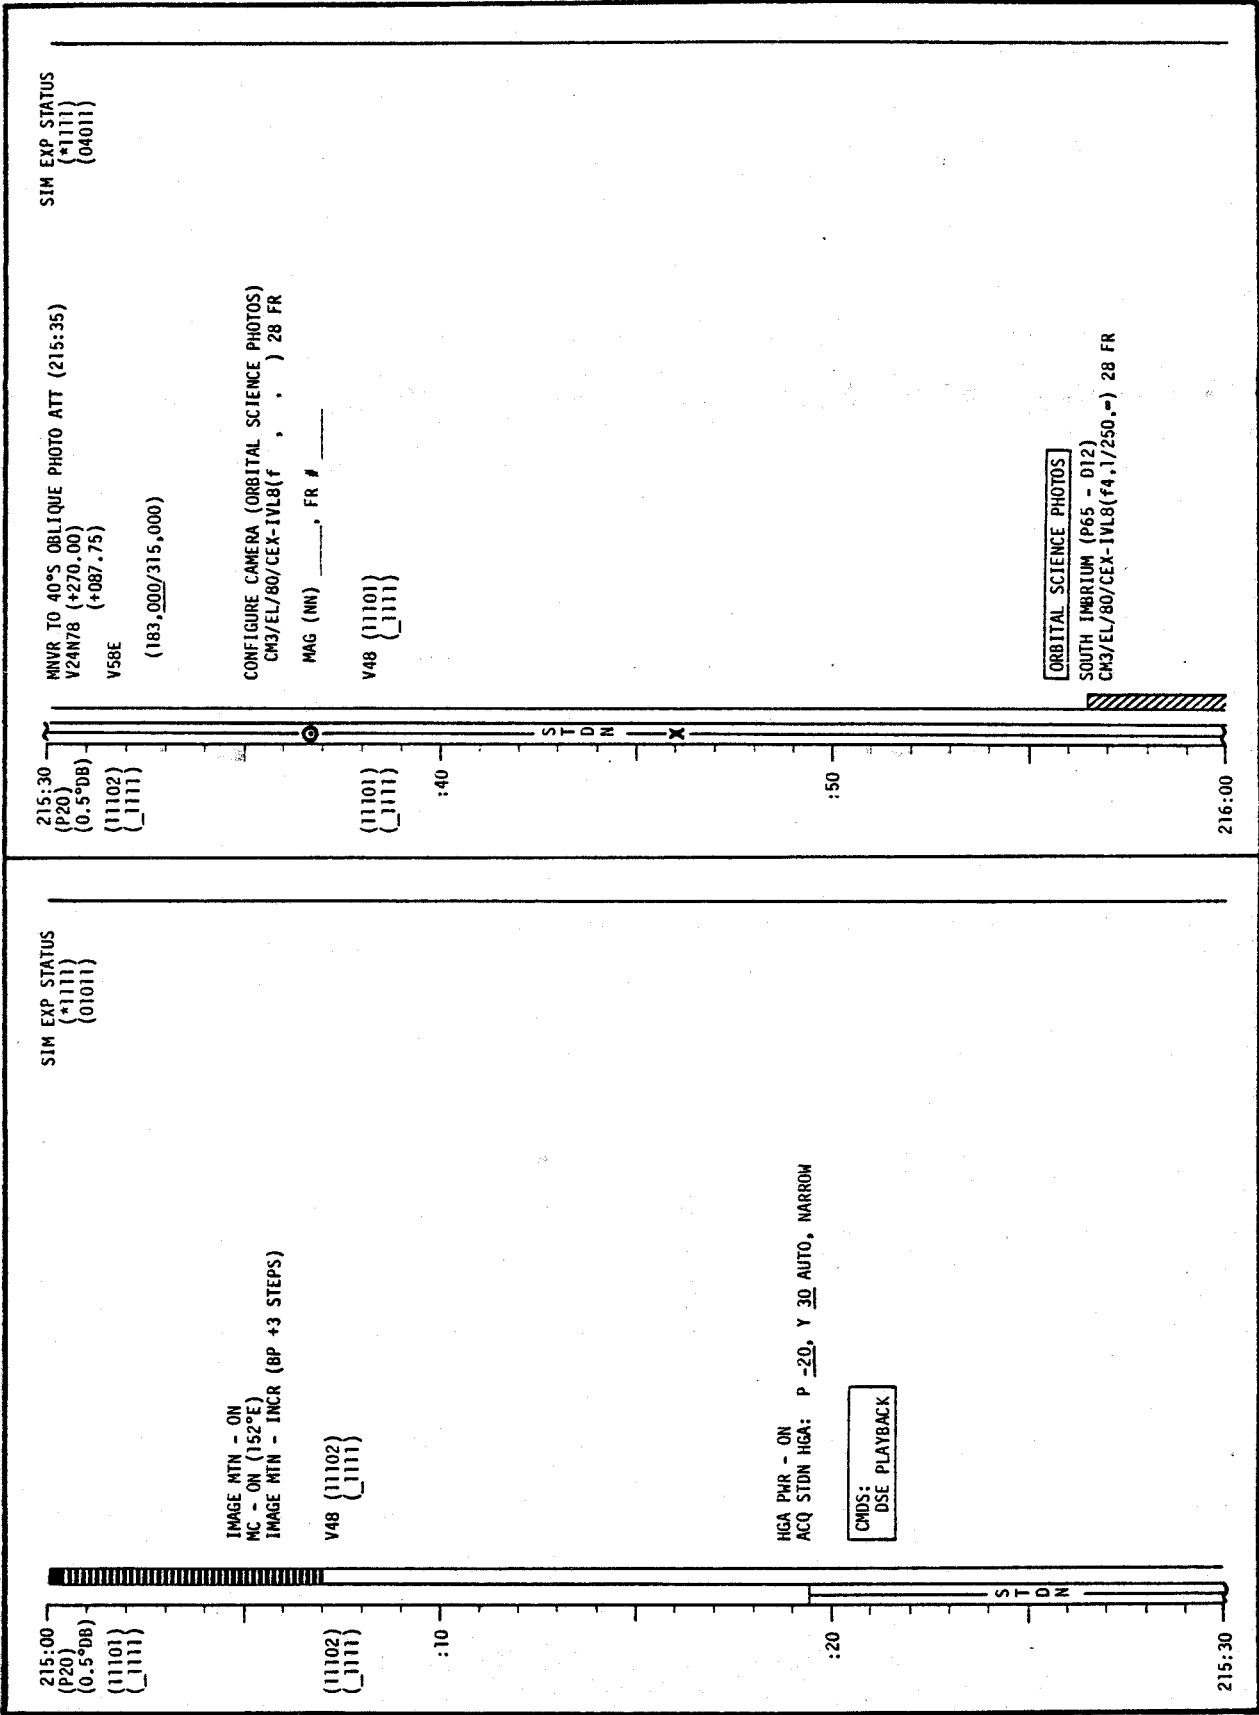 215:00
(P20)
(0.5°DB)
(11101)
(_1111)
SIM EXP STATUS
(*1111)
(01011)
IMAGE MTN - ON
MC - ON (152°E)
IMAGE MTN - INCR (BP +3 STEPS)
(11102)
(_1111)
V48 (11102)
(_1111)
:10
HGA PWR - ON
ACQ STDN HGA: P -20, Y 30 AUTO, NARROW
:20
CMDS:
DSE PLAYBACK
STDN
215:30
215:30
(P20)
(0.5°DB)
(11102)
(_1111)
MNVR TO 40°S OBLIQUE PHOTO ATT (215:35)
V24N78 (+270.00)
(+087.75)
V58E
(183,000/315,000)
SIM EXP STATUS
(*1111)
(04011)
CONFIGURE CAMERA (ORBITAL SCIENCE PHOTOS)
CM3/EL/80/CEX-IVL8(f , , ) 28 FR
MAG (NN) ____, FR # ____
(11101)
(_1111)
V48 (11101)
(_1111)
:40
STDN
X
:50
ORBITAL SCIENCE PHOTOS
SOUTH IMBRIUM (P65 - D12)
CM3/EL/80/CEX-IVL8(f4,1/250,∞) 28 FR
216:00